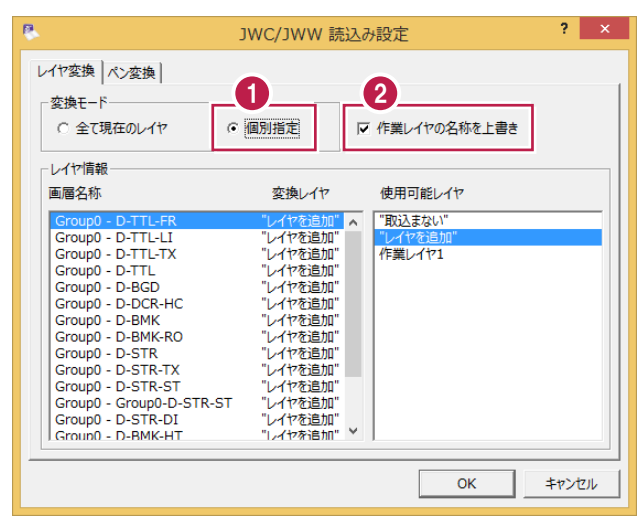 JWC/JWW 読込み設定
? ×
レイヤ変換 ペン変換
1 2
変換モード
全て現在のレイヤ 個別指定 作業レイヤの名称を上書き
レイヤ情報
画層名称 変換レイヤ 使用可能レイヤ
Group0 - D-TTL-FR "レイヤを追加" "取込まない"
Group0 - D-TTL-LI "レイヤを追加" "レイヤを追加"
Group0 - D-TTL-TX "レイヤを追加" 作業レイヤ1
Group0 - D-TTL "レイヤを追加"
Group0 - D-BGD "レイヤを追加"
Group0 - D-DCR-HC "レイヤを追加"
Group0 - D-BMK "レイヤを追加"
Group0 - D-BMK-RO "レイヤを追加"
Group0 - D-STR "レイヤを追加"
Group0 - D-STR-TX "レイヤを追加"
Group0 - D-STR-ST "レイヤを追加"
Group0 - Group0-D-STR-ST "レイヤを追加"
Group0 - D-STR-DI "レイヤを追加"
Group0 - D-BMK-HT "レイヤを追加"
OK キャンセル